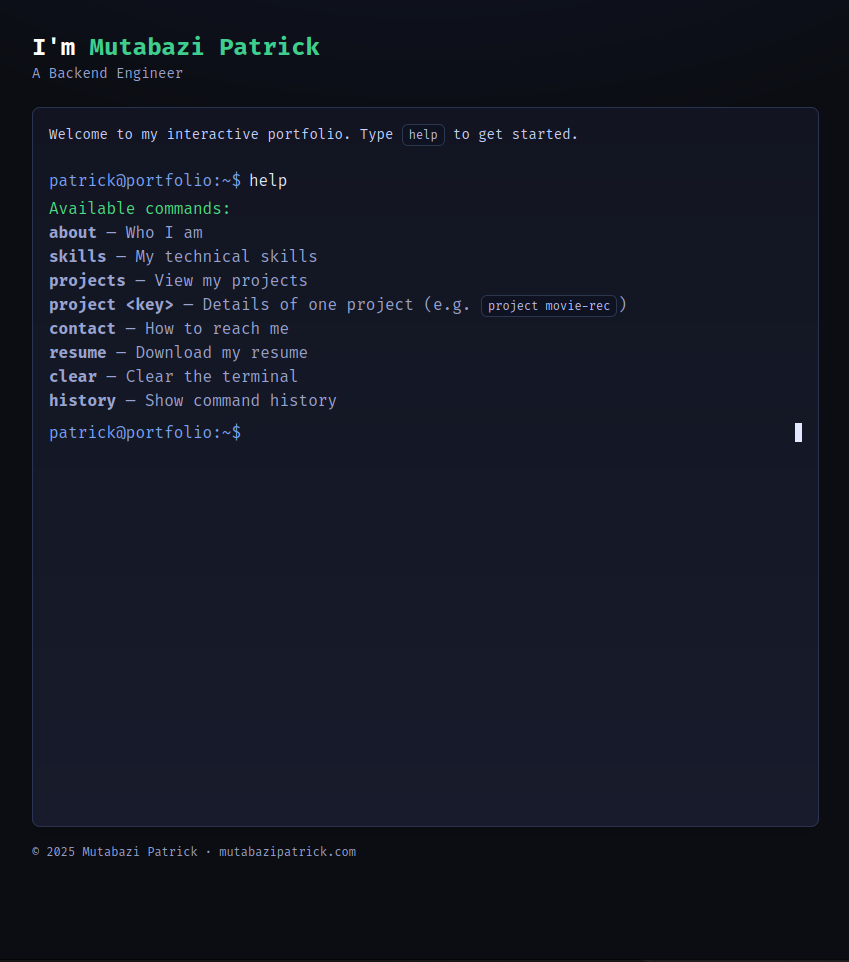 I'm Mutabazi Patrick
A Backend Engineer
Welcome to my interactive portfolio. Type help to get started.
patrick@portfolio:~$ help
Available commands:
about — Who I am
skills — My technical skills
projects — View my projects
project <key> — Details of one project (e.g. project movie-rec)
contact — How to reach me
resume — Download my resume
clear — Clear the terminal
history — Show command history
patrick@portfolio:~$
© 2025 Mutabazi Patrick · mutabazipatrick.com